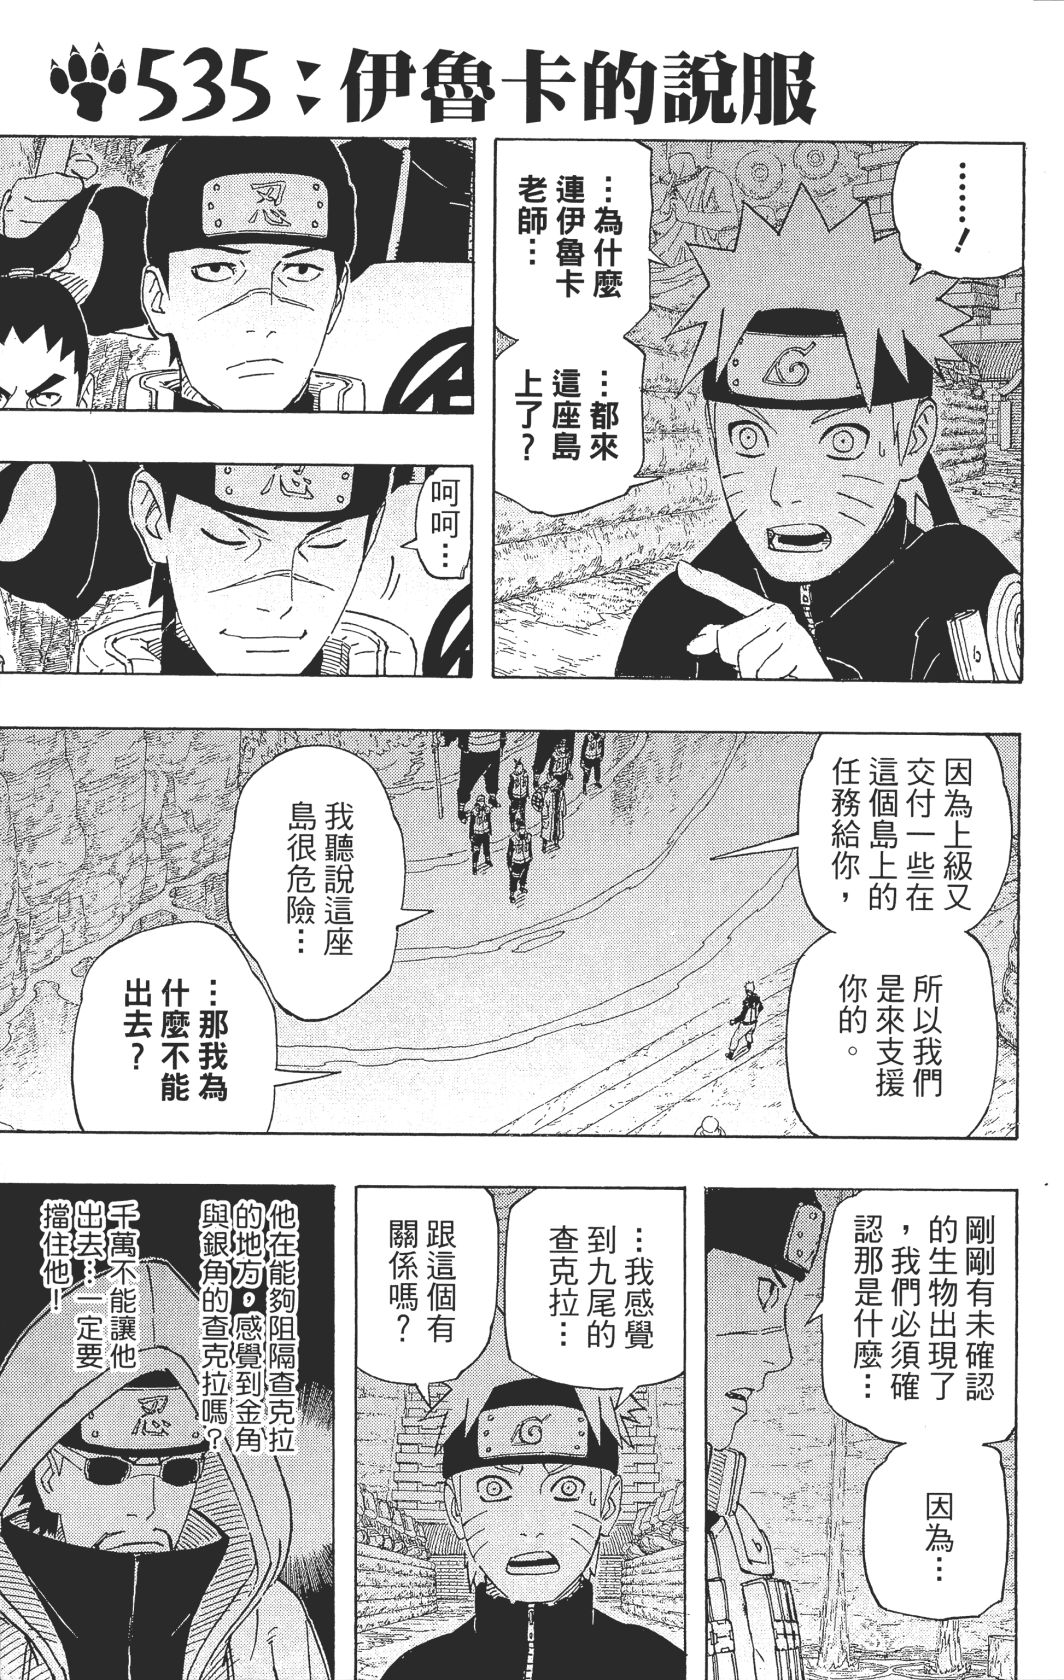 535：伊魯卡的說服
……！
…為什麼
連伊魯卡
老師…
…都來
這座島
上了？
呵呵…
因為上級又
交付一些在
這個島上的
任務給你，
所以我們
是來支援
你的。
我聽說這座
島很危險…
…那我為
什麼不能
出去？
剛剛有未確認
的生物出現了
，我們必須確
認那是什麼…
因為…
…我感覺
到九尾的
查克拉…
跟這個有
關係嗎？
忍
他在能夠阻隔查克拉
的地方，感覺到金角
與銀角的查克拉嗎？
千萬不能讓他
出去…一定要
擋住他！
忍
忍